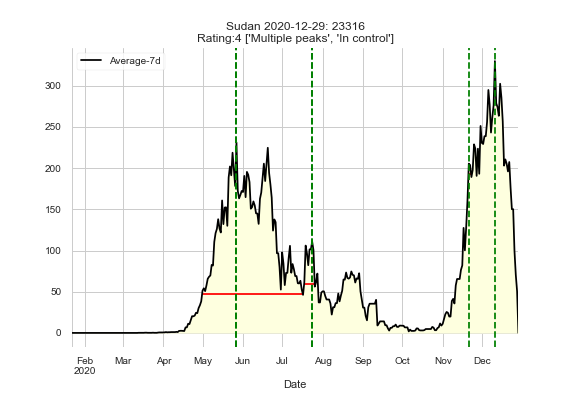 Sudan 2020-12-29: 23316
Rating:4 ['Multiple peaks', 'In control']
Average-7d
300
250
200
150
100
50
0
Feb Mar Apr May Jun Jul Aug Sep Oct Nov Dec
2020
Date